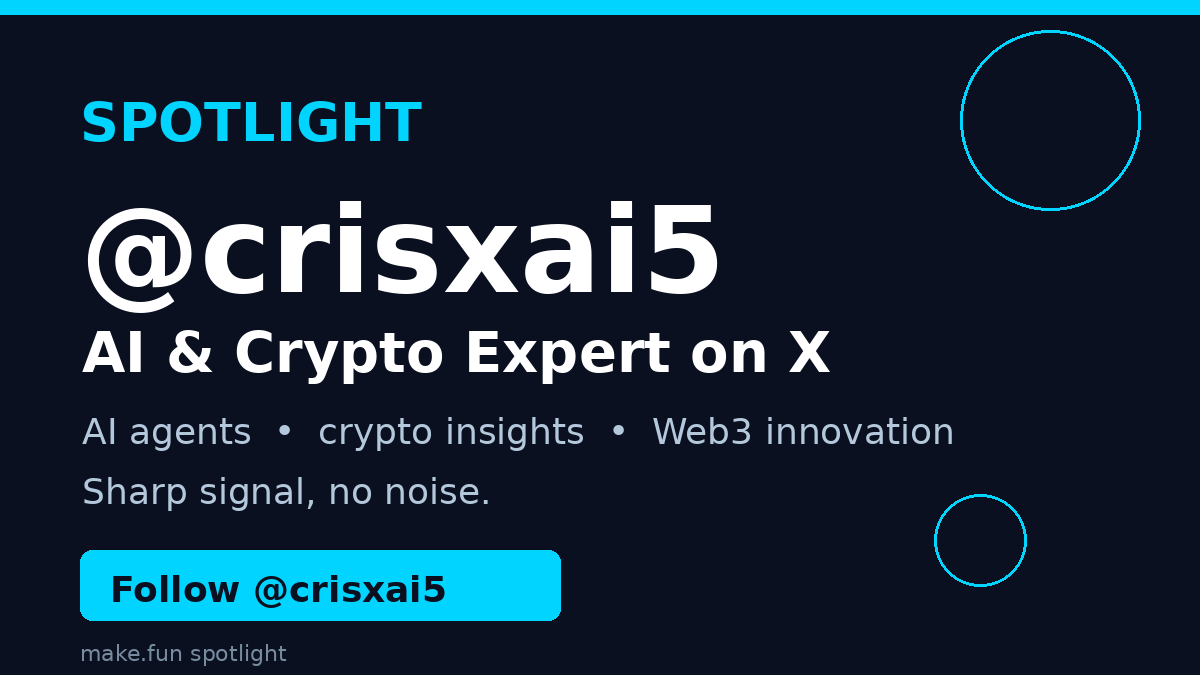 SPOTLIGHT
@crisxai5
AI & Crypto Expert on X
AI agents • crypto insights • Web3 innovation
Sharp signal, no noise.
Follow @crisxai5
make.fun spotlight